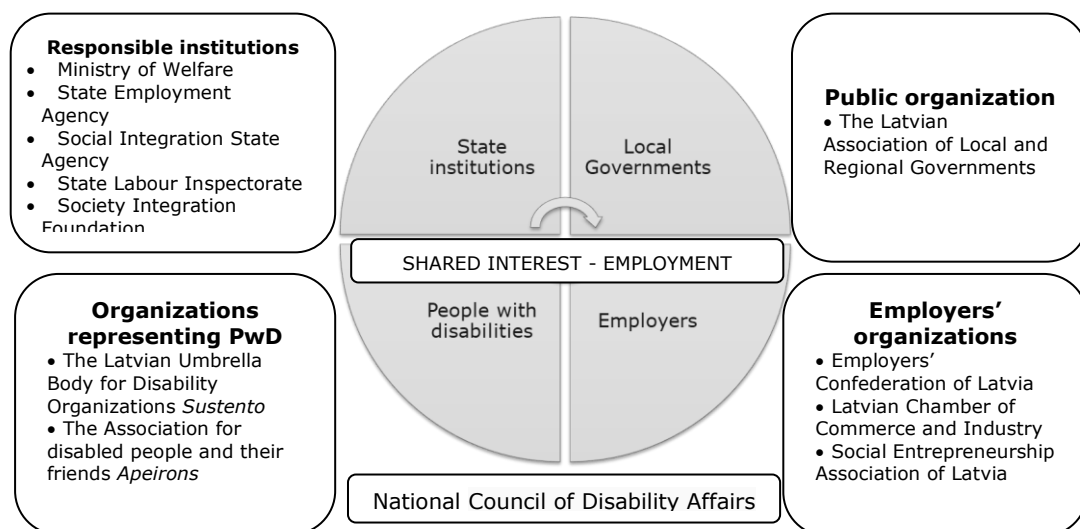 Responsible institutions
• Ministry of Welfare
• State Employment
Agency
• Social Integration State
Agency
• State Labour Inspectorate
• Society Integration
Foundation
State
institutions
Local
Governments
Public organization
• The Latvian
Association of Local and
Regional Governments
SHARED INTEREST - EMPLOYMENT
Organizations
representing PwD
• The Latvian Umbrella
Body for Disability
Organizations Sustento
• The Association for
disabled people and their
friends Apeirons
People with
disabilities
Employers
Employers’
organizations
• Employers’
Confederation of Latvia
• Latvian Chamber of
Commerce and Industry
• Social Entrepreneurship
Association of Latvia
National Council of Disability Affairs